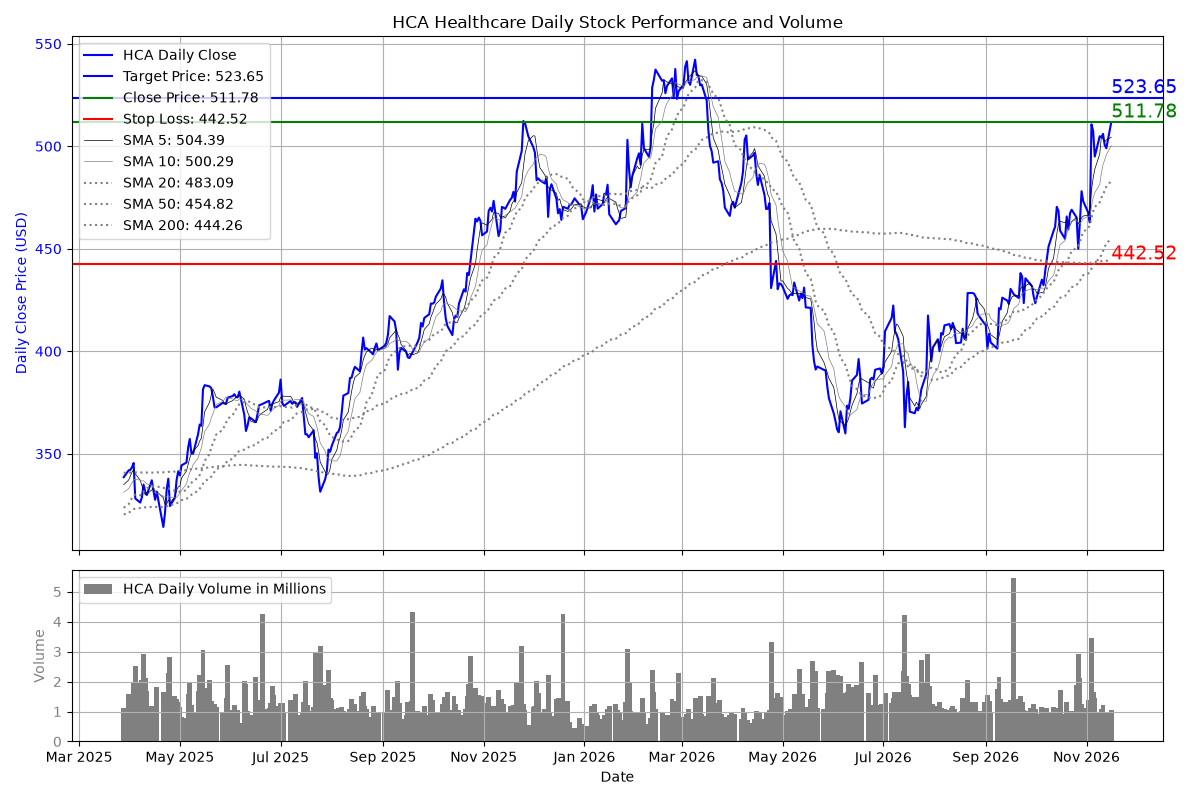 HCA Healthcare Daily Stock Performance and Volume
Daily Close Price (USD)
550
500
450
400
350
HCA Daily Close
Target Price: 523.65
Close Price: 511.78
Stop Loss: 442.52
SMA 5: 504.39
SMA 10: 500.29
SMA 20: 483.09
SMA 50: 454.82
SMA 200: 444.26
523.65
511.78
442.52
Volume
5
4
3
2
1
0
HCA Daily Volume in Millions
Mar 2025 May 2025 Jul 2025 Sep 2025 Nov 2025 Jan 2026 Mar 2026 May 2026 Jul 2026 Sep 2026 Nov 2026
Date